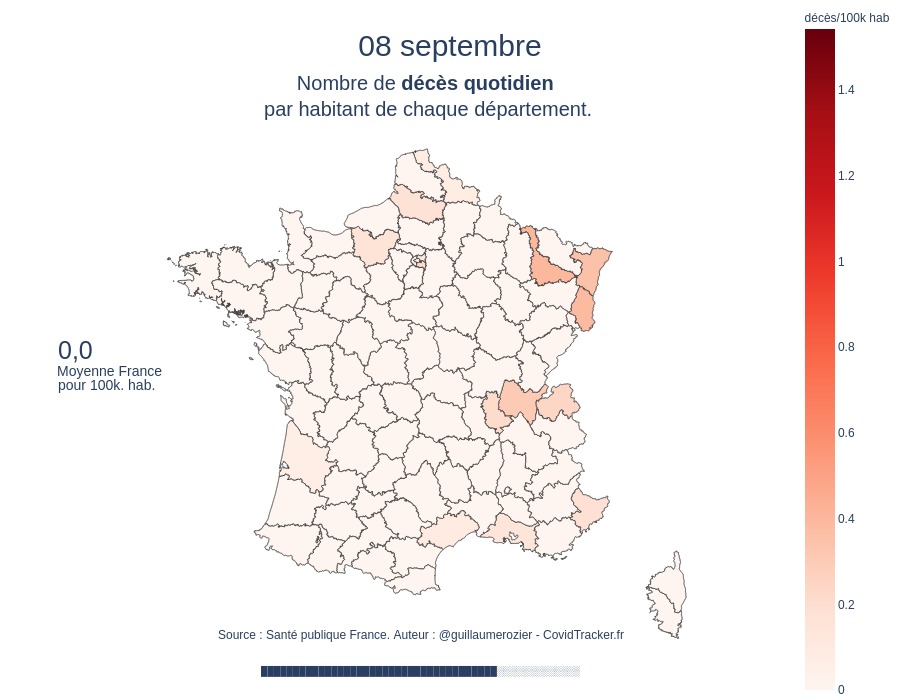 décès/100k hab
08 septembre
Nombre de décès quotidien
par habitant de chaque département.
1.4
1.2
1
0.8
0.6
0.4
0.2
0
0,0
Moyenne France
pour 100k. hab.
Source : Santé publique France. Auteur : @guillaumerozier - CovidTracker.fr